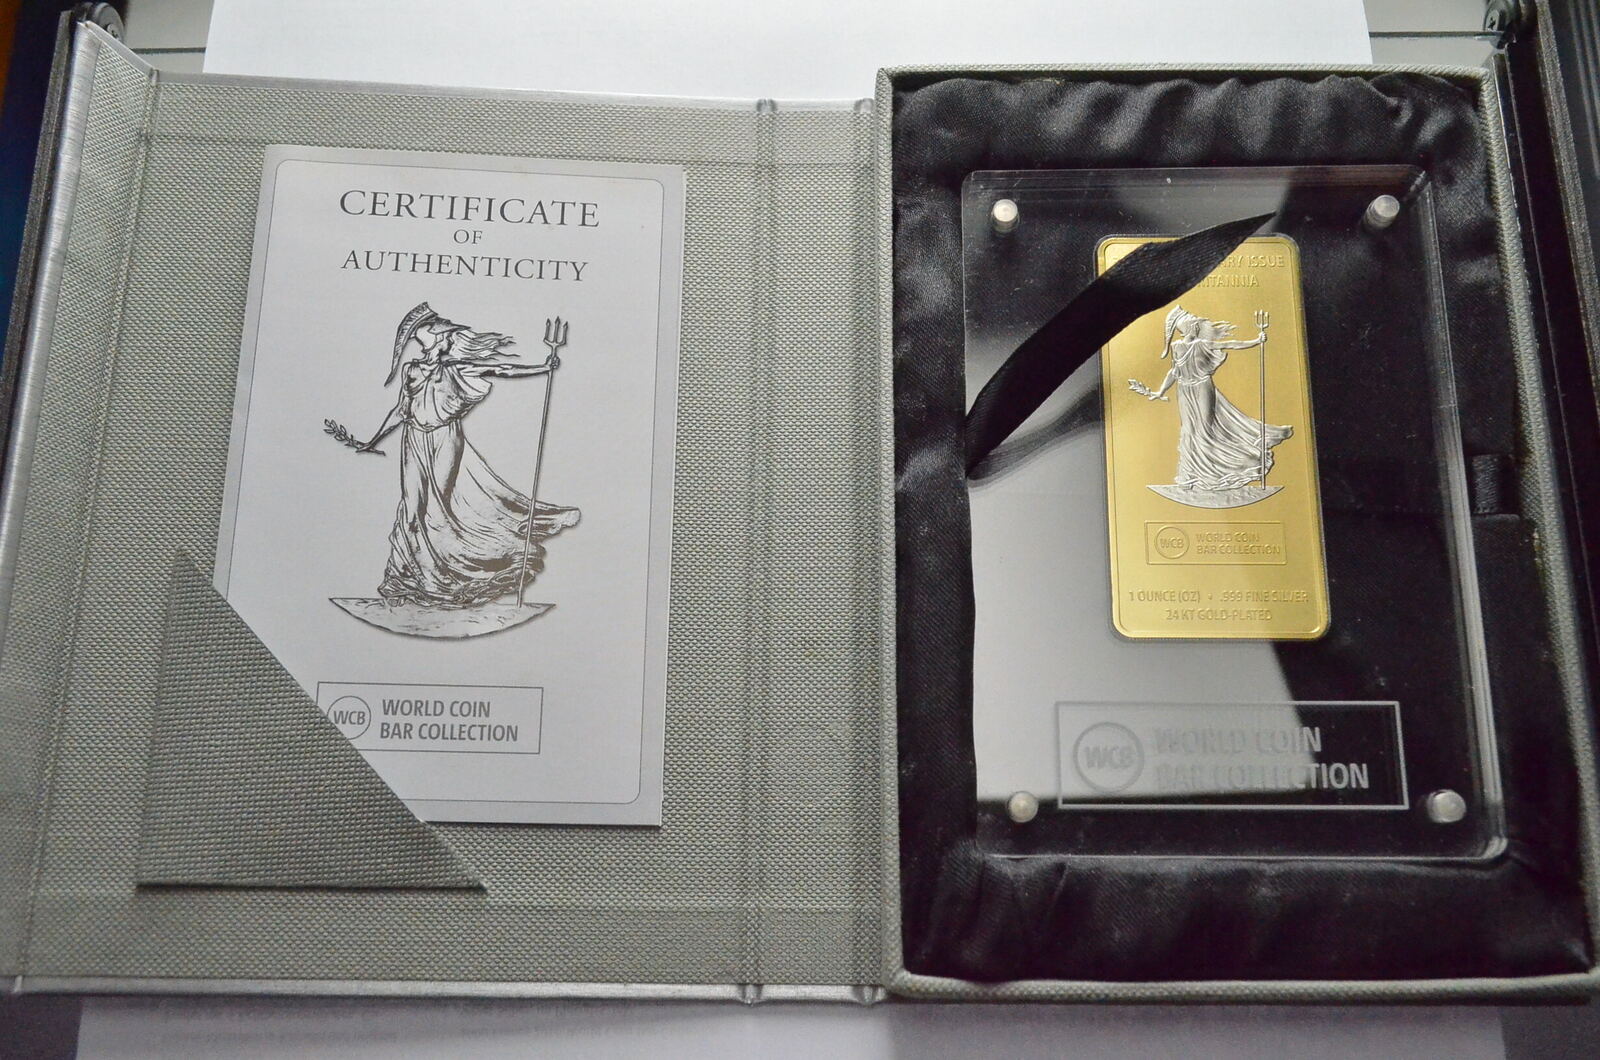 CERTIFICATE
OF
AUTHENTICITY
WCB
WORLD COIN
BAR COLLECTION
ISSUE
WCB
WORLD COIN
BAR COLLECTION
1 OUNCE (OZ) • .999 FINE SILVER
24 KT GOLD-PLATED
WCB
WORLD COIN
BAR COLLECTION